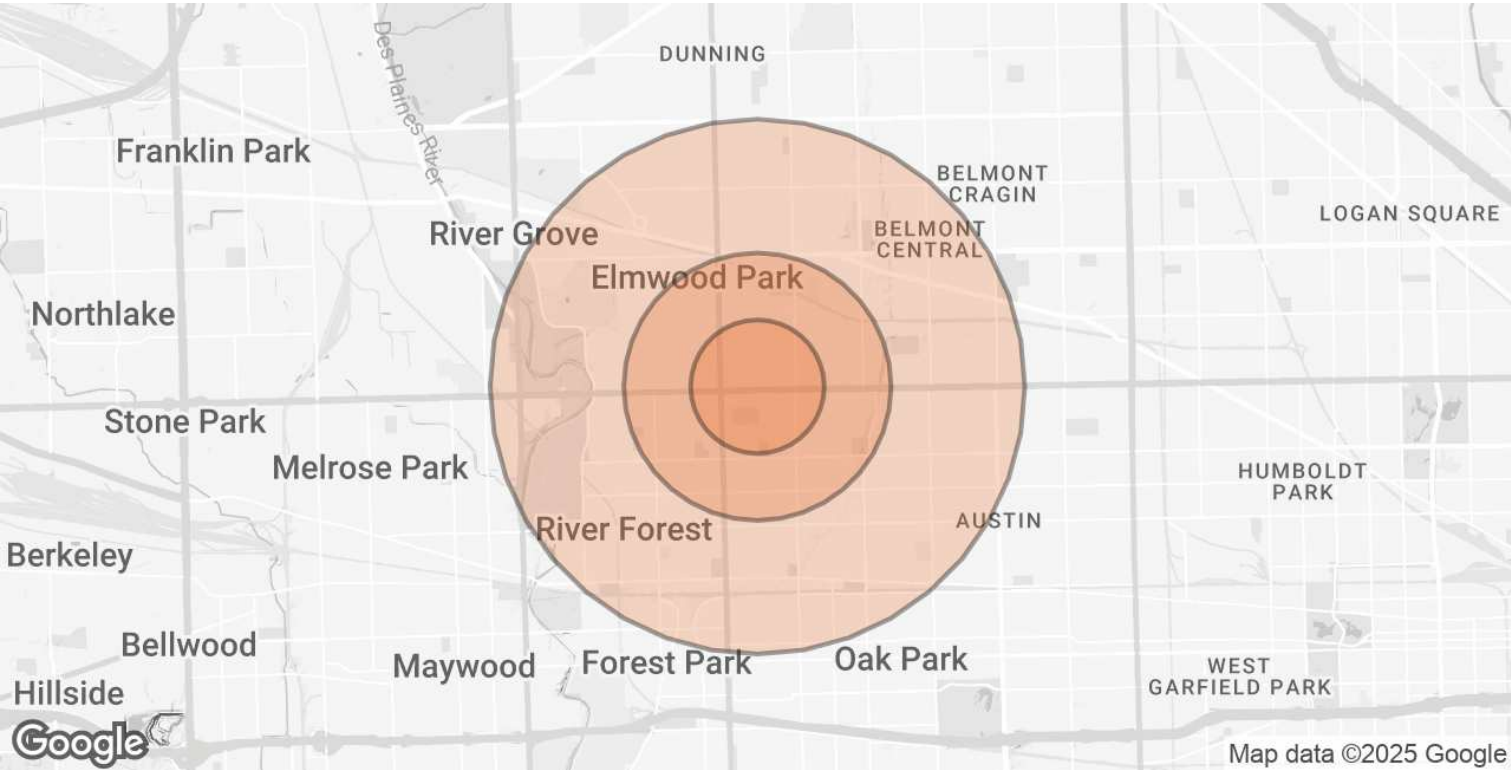 DUNNING
Des Plaines River
Franklin Park
BELMONT
CRAGIN
LOGAN SQUARE
River Grove
BELMONT
CENTRAL
Elmwood Park
Northlake
Stone Park
Melrose Park
HUMBOLDT
PARK
River Forest
AUSTIN
Berkeley
Bellwood
Maywood
Forest Park
Oak Park
WEST
GARFIELD PARK
Hillside
Google
Map data ©2025 Google